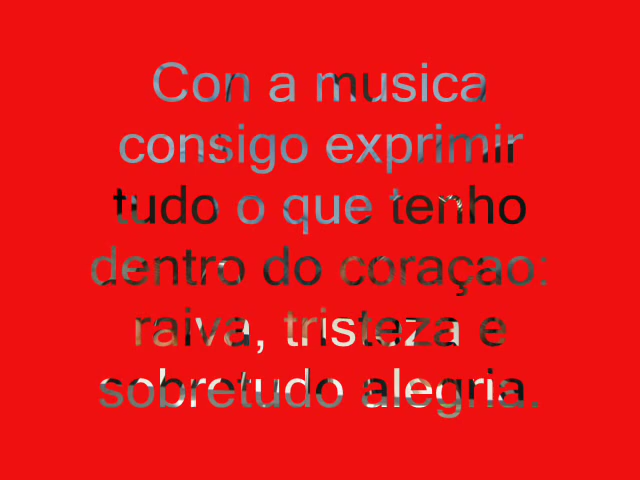 Con a musica
consigo exprimir
tudo o que tenho
dentro do coraçao:
raiva, tristeza e
sobretudo alegria.